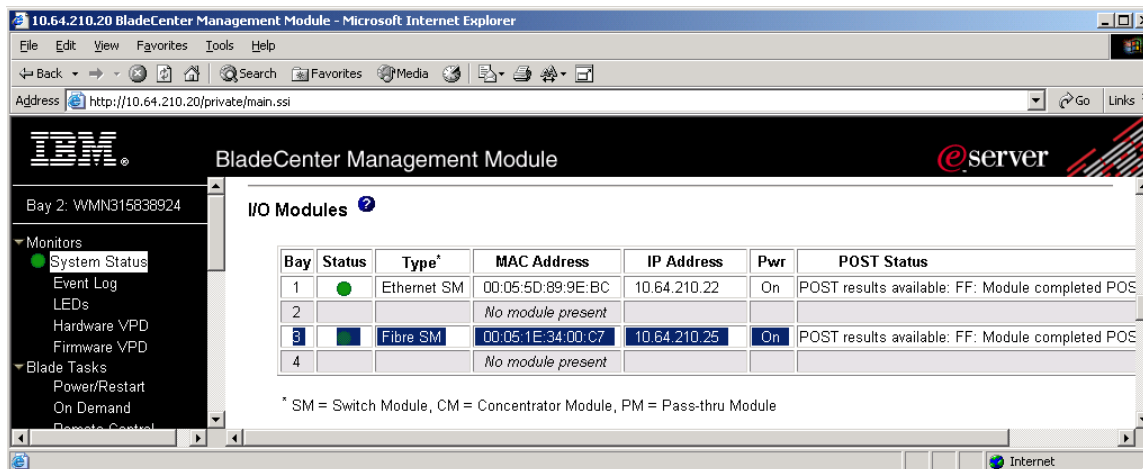 10.64.210.20 BladeCenter Management Module - Microsoft Internet Explorer
File Edit View Favorites Tools Help
Back Search Favorites Media
Address http://10.64.210.20/private/main.ssi Go Links
IBM® BladeCenter Management Module e server
Bay 2: WMN315838924
Monitors
System Status
Event Log
LEDs
Hardware VPD
Firmware VPD
Blade Tasks
Power/Restart
On Demand
Remote Control
I/O Modules ?
Bay Status Type* MAC Address IP Address Pwr POST Status
1 Ethernet SM 00:05:5D:89:9E:BC 10.64.210.22 On POST results available: FF: Module completed POS
2 No module present
3 Fibre SM 00:05:1E:34:00:C7 10.64.210.25 On POST results available: FF: Module completed POS
4 No module present
* SM = Switch Module, CM = Concentrator Module, PM = Pass-thru Module
Internet